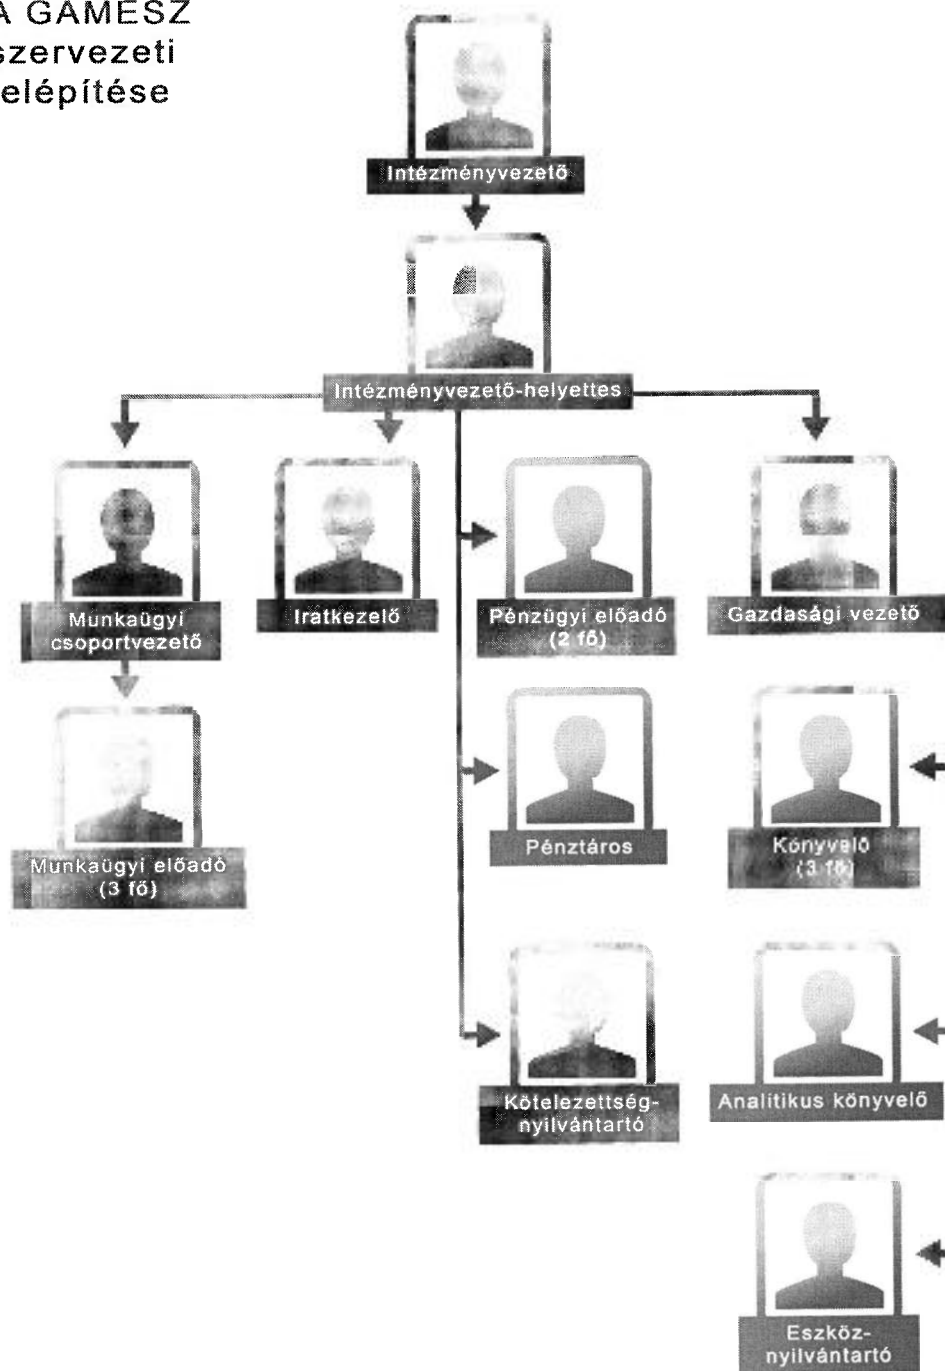 A GAMESZ
szervezeti
elépítése
Intézményvezető
Intézményvezető-helyettes
Munkaügyi
csoportvezető
Iratkezelő
Pénzügyi előadó
(2 fő)
Gazdasági vezető
Munkaügyi előadó
(3 fő)
Pénztáros
Könyvelő
(3 fő)
Kötelezettség-
nyilvántartó
Analitikus könyvelő
Eszköz-
nyilvántartó